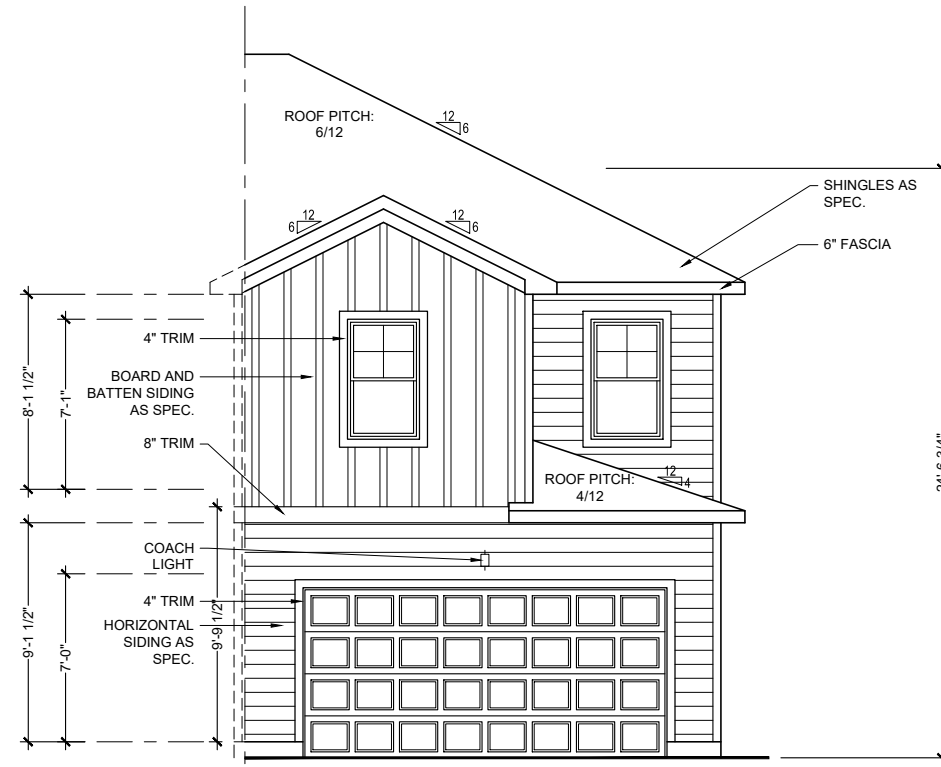 12
6
ROOF PITCH:
6/12
SHINGLES AS
SPEC.
12
6
12
6
6" FASCIA
4" TRIM
BOARD AND
BATTEN SIDING
AS SPEC.
8" TRIM
8'-1 1/2"
7'-1"
ROOF PITCH:
4/12
12
4
COACH
LIGHT
4" TRIM
HORIZONTAL
SIDING AS
SPEC.
9'-1 1/2"
7'-0"
9'-9 1/2"